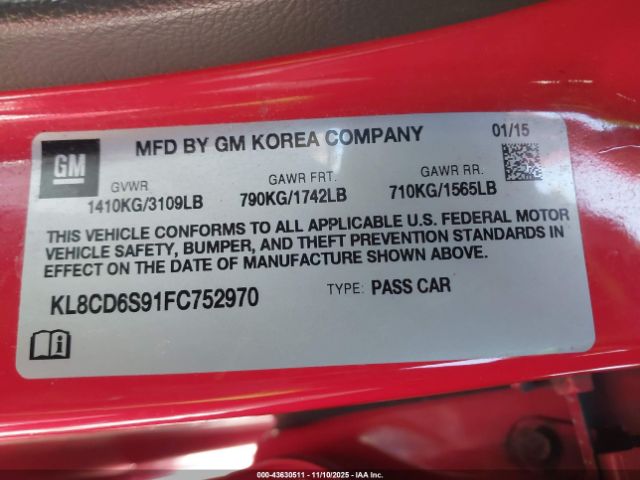 GM
MFD BY GM KOREA COMPANY
01/15
GVWR
1410KG/3109LB
GAWR FRT.
790KG/1742LB
GAWR RR.
710KG/1565LB
THIS VEHICLE CONFORMS TO ALL APPLICABLE U.S. FEDERAL MOTOR
VEHICLE SAFETY, BUMPER, AND THEFT PREVENTION STANDARDS IN
EFFECT ON THE DATE OF MANUFACTURE SHOWN ABOVE.
KL8CD6S91FC752970
TYPE: PASS CAR
000-43630511 — 11/10/2025 — IAA Inc.